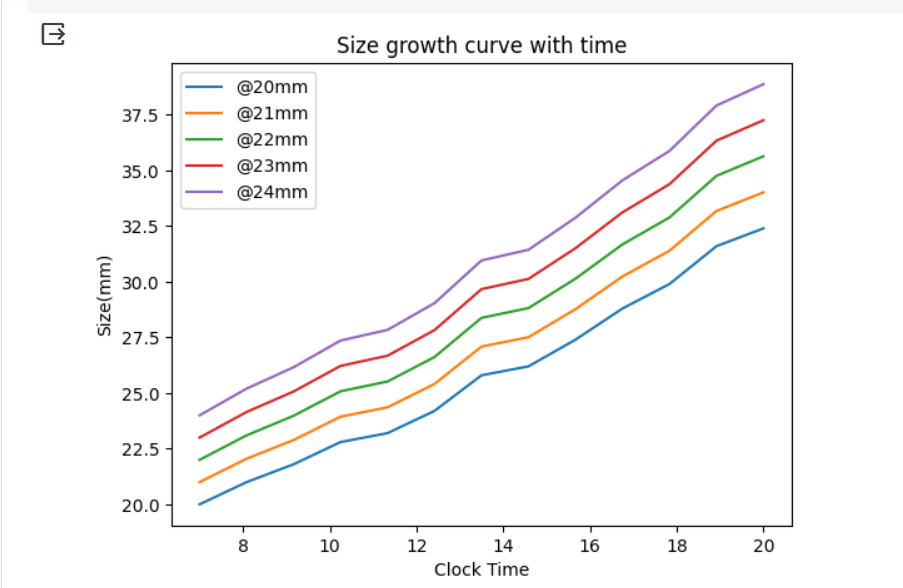 Size growth curve with time
@20mm
@21mm
@22mm
@23mm
@24mm
37.5
35.0
32.5
30.0
27.5
25.0
22.5
20.0
Size(mm)
8 10 12 14 16 18 20
Clock Time